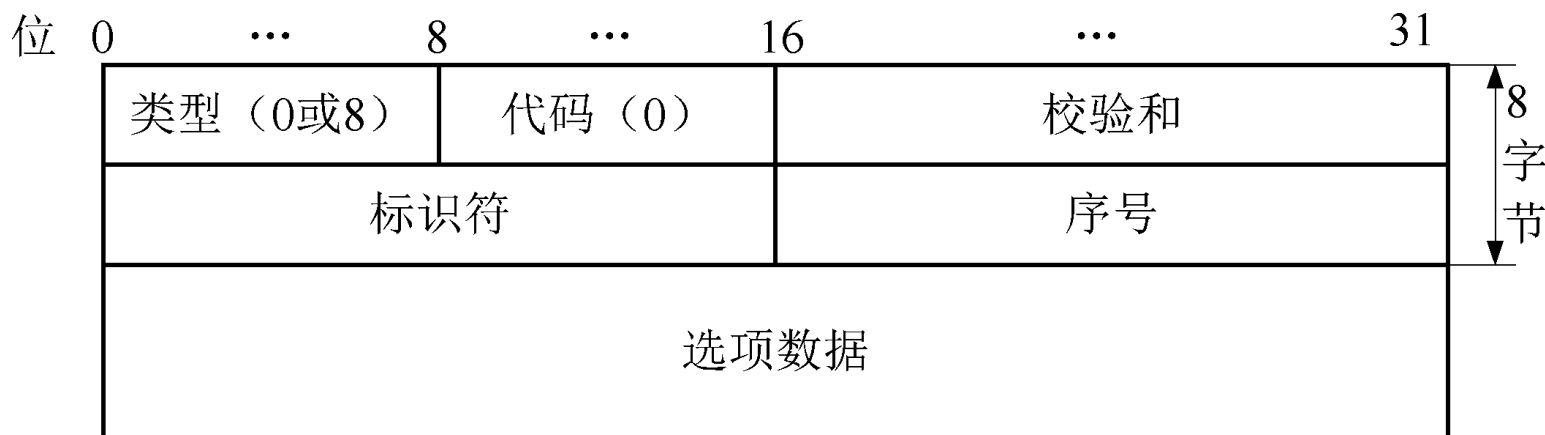 位 0 … 8 … 16 … 31
类型（0或8） 代码（0） 校验和
标识符 序号
8字节
选项数据